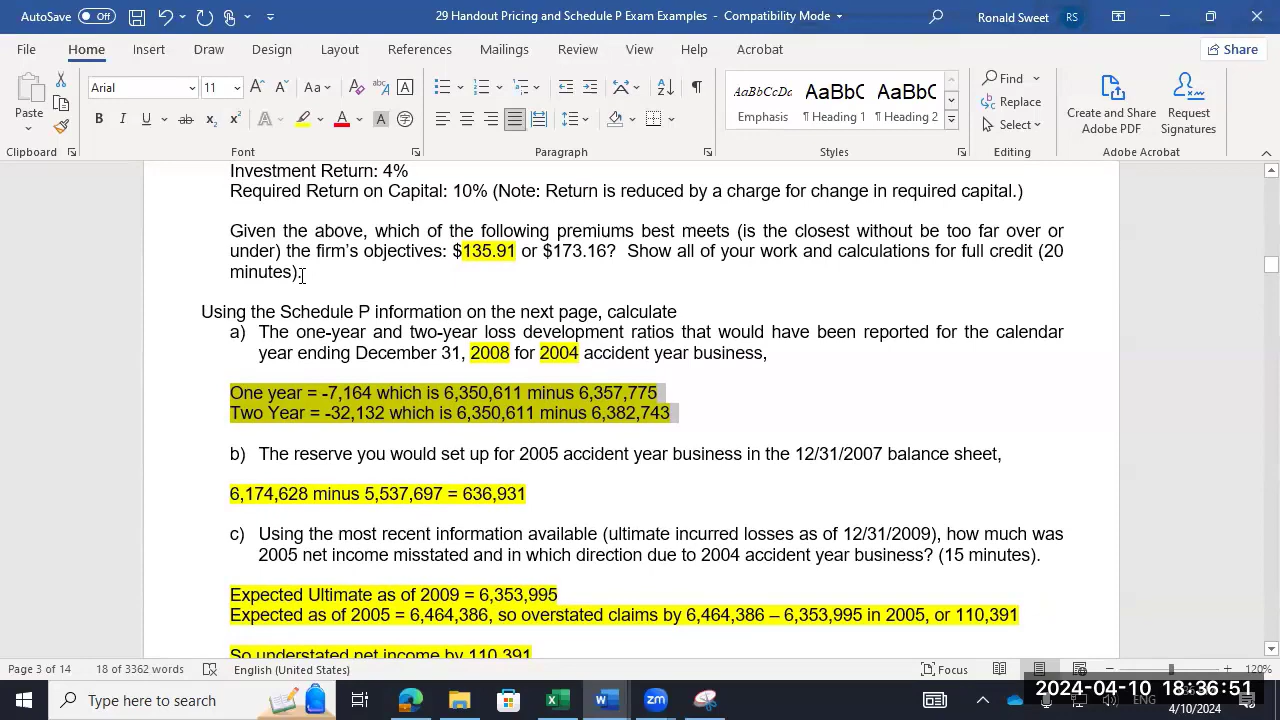 AutoSave Off 29 Handout Pricing and Schedule P Exam Examples - Compatibility Mode Ronald Sweet RS
File Home Insert Draw Design Layout References Mailings Review View Help Acrobat Share
Arial 11 A A Aa A AaBbCcDc AaBbC AaBbC Find
Paste Replace
B I U ab x₂ x² A A A Emphasis ¶ Heading 1 ¶ Heading 2 Select Create and Share Adobe PDF Request Signatures
Clipboard Font Paragraph Styles Editing Adobe Acrobat
Investment Return: 4%
Required Return on Capital: 10% (Note: Return is reduced by a charge for change in required capital.)
Given the above, which of the following premiums best meets (is the closest without be too far over or
under) the firm's objectives: $135.91 or $173.16? Show all of your work and calculations for full credit (20
minutes).
Using the Schedule P information on the next page, calculate
a) The one-year and two-year loss development ratios that would have been reported for the calendar
year ending December 31, 2008 for 2004 accident year business,
One year = -7,164 which is 6,350,611 minus 6,357,775
Two Year = -32,132 which is 6,350,611 minus 6,382,743
b) The reserve you would set up for 2005 accident year business in the 12/31/2007 balance sheet,
6,174,628 minus 5,537,697 = 636,931
c) Using the most recent information available (ultimate incurred losses as of 12/31/2009), how much was
2005 net income misstated and in which direction due to 2004 accident year business? (15 minutes).
Expected Ultimate as of 2009 = 6,353,995
Expected as of 2005 = 6,464,386, so overstated claims by 6,464,386 – 6,353,995 in 2005, or 110,391
So understated net income by 110,391
Page 3 of 14 18 of 3362 words English (United States) Focus 120%
2024-04-10 18:36:51
Type here to search ENG
4/10/2024